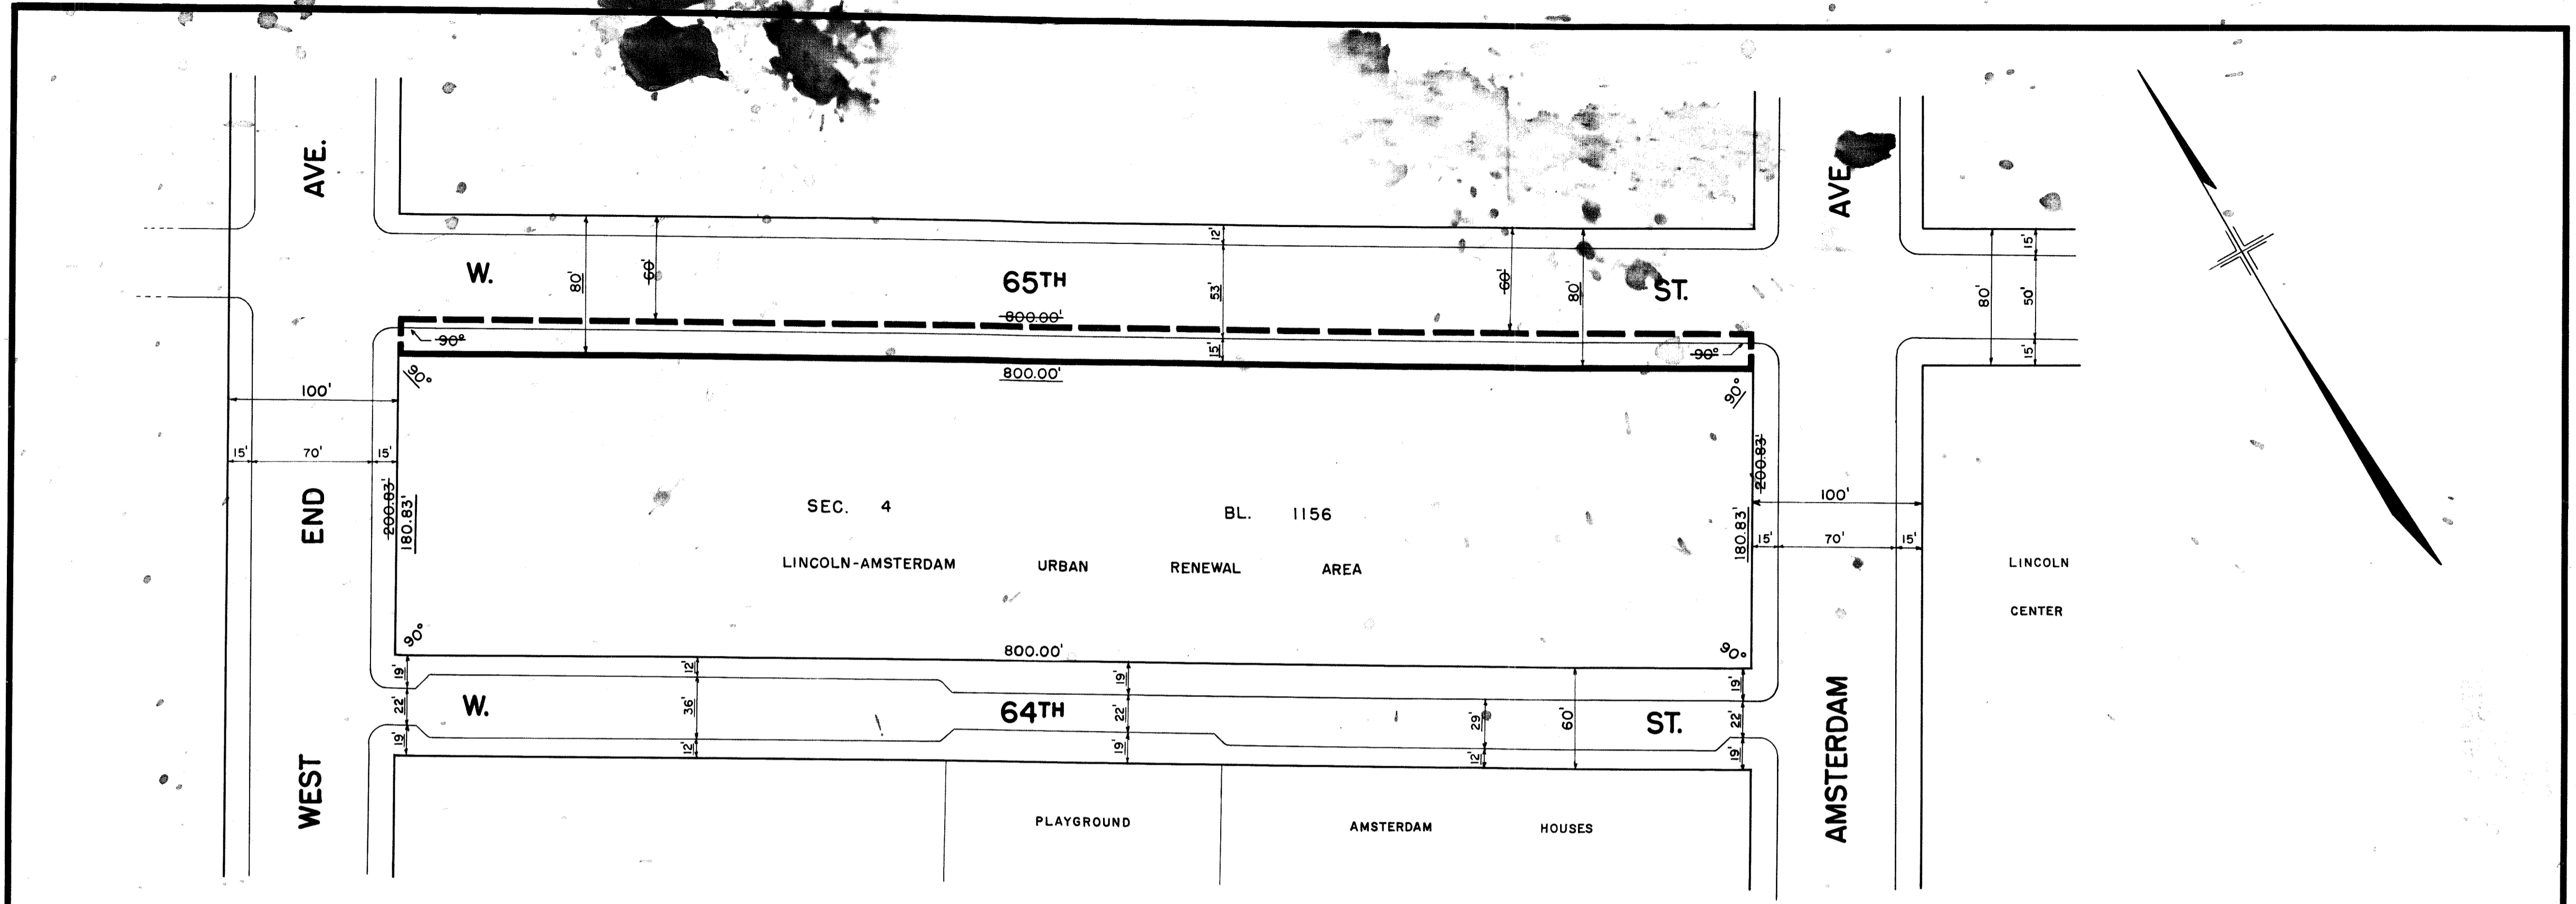 AVE.
AVE
12'
15'
W.
80'
60'
65TH
53'
60'
80'
ST.
80'
50'
800.00'
90°
15'
90°
15'
90°
800.00'
90°
100'
15'
70'
15'
200.83'
180.83'
END
200.83'
180.83'
100'
15'
70'
15'
SEC. 4
BL. 1156
LINCOLN-AMSTERDAM URBAN RENEWAL AREA
LINCOLN
CENTER
90°
800.00'
90°
19'
12'
19'
19'
W.
22'
36'
64TH
22'
29'
60'
ST.
22'
19'
12'
19'
12'
19'
WEST
AMSTERDAM
PLAYGROUND
AMSTERDAM HOUSES